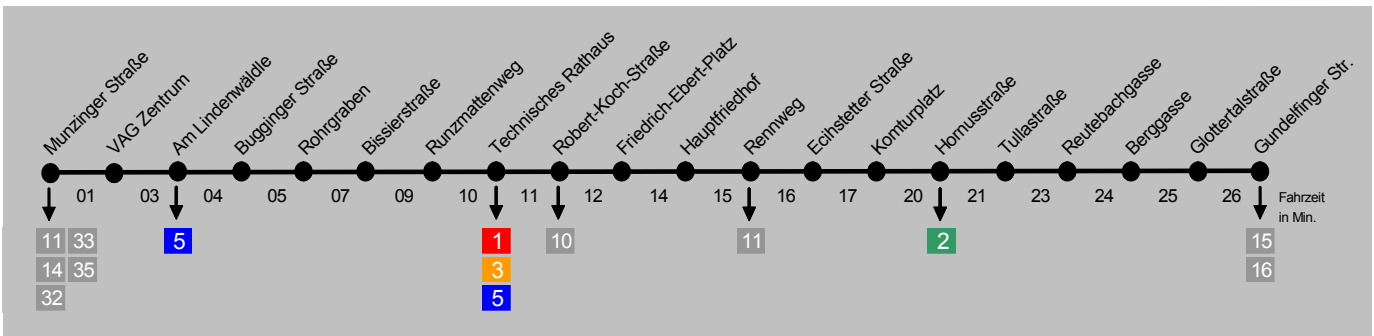 Munzinger Straße
VAG Zentrum
Am Lindenwäldle
Bugginger Straße
Rohrgraben
Bissierstraße
Runzmattenweg
Technisches Rathaus
Robert-Koch-Straße
Friedrich-Ebert-Platz
Hauptfriedhof
Rennweg
Ecihstetter Straße
Komturplatz
Hornusstraße
Tullastraße
Reutebachgasse
Berggasse
Glottertalstraße
Gundelfinger Str.
01 03 04 05 07 09 10 11 12 14 15 16 17 20 21 23 24 25 26 Fahrzeit
in Min.
11 33 5 1 10 11 2 15
14 35 3 16
32 5